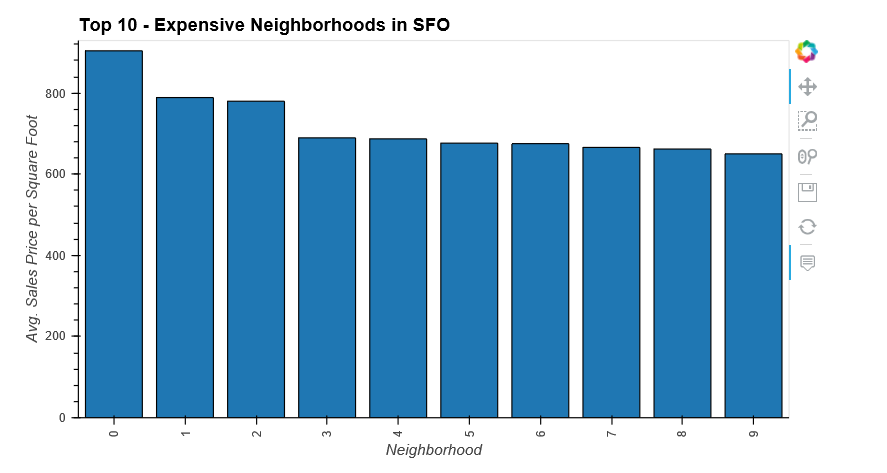 Top 10 - Expensive Neighborhoods in SFO
Avg. Sales Price per Square Foot
800
600
400
200
0
0 1 2 3 4 5 6 7 8 9
Neighborhood